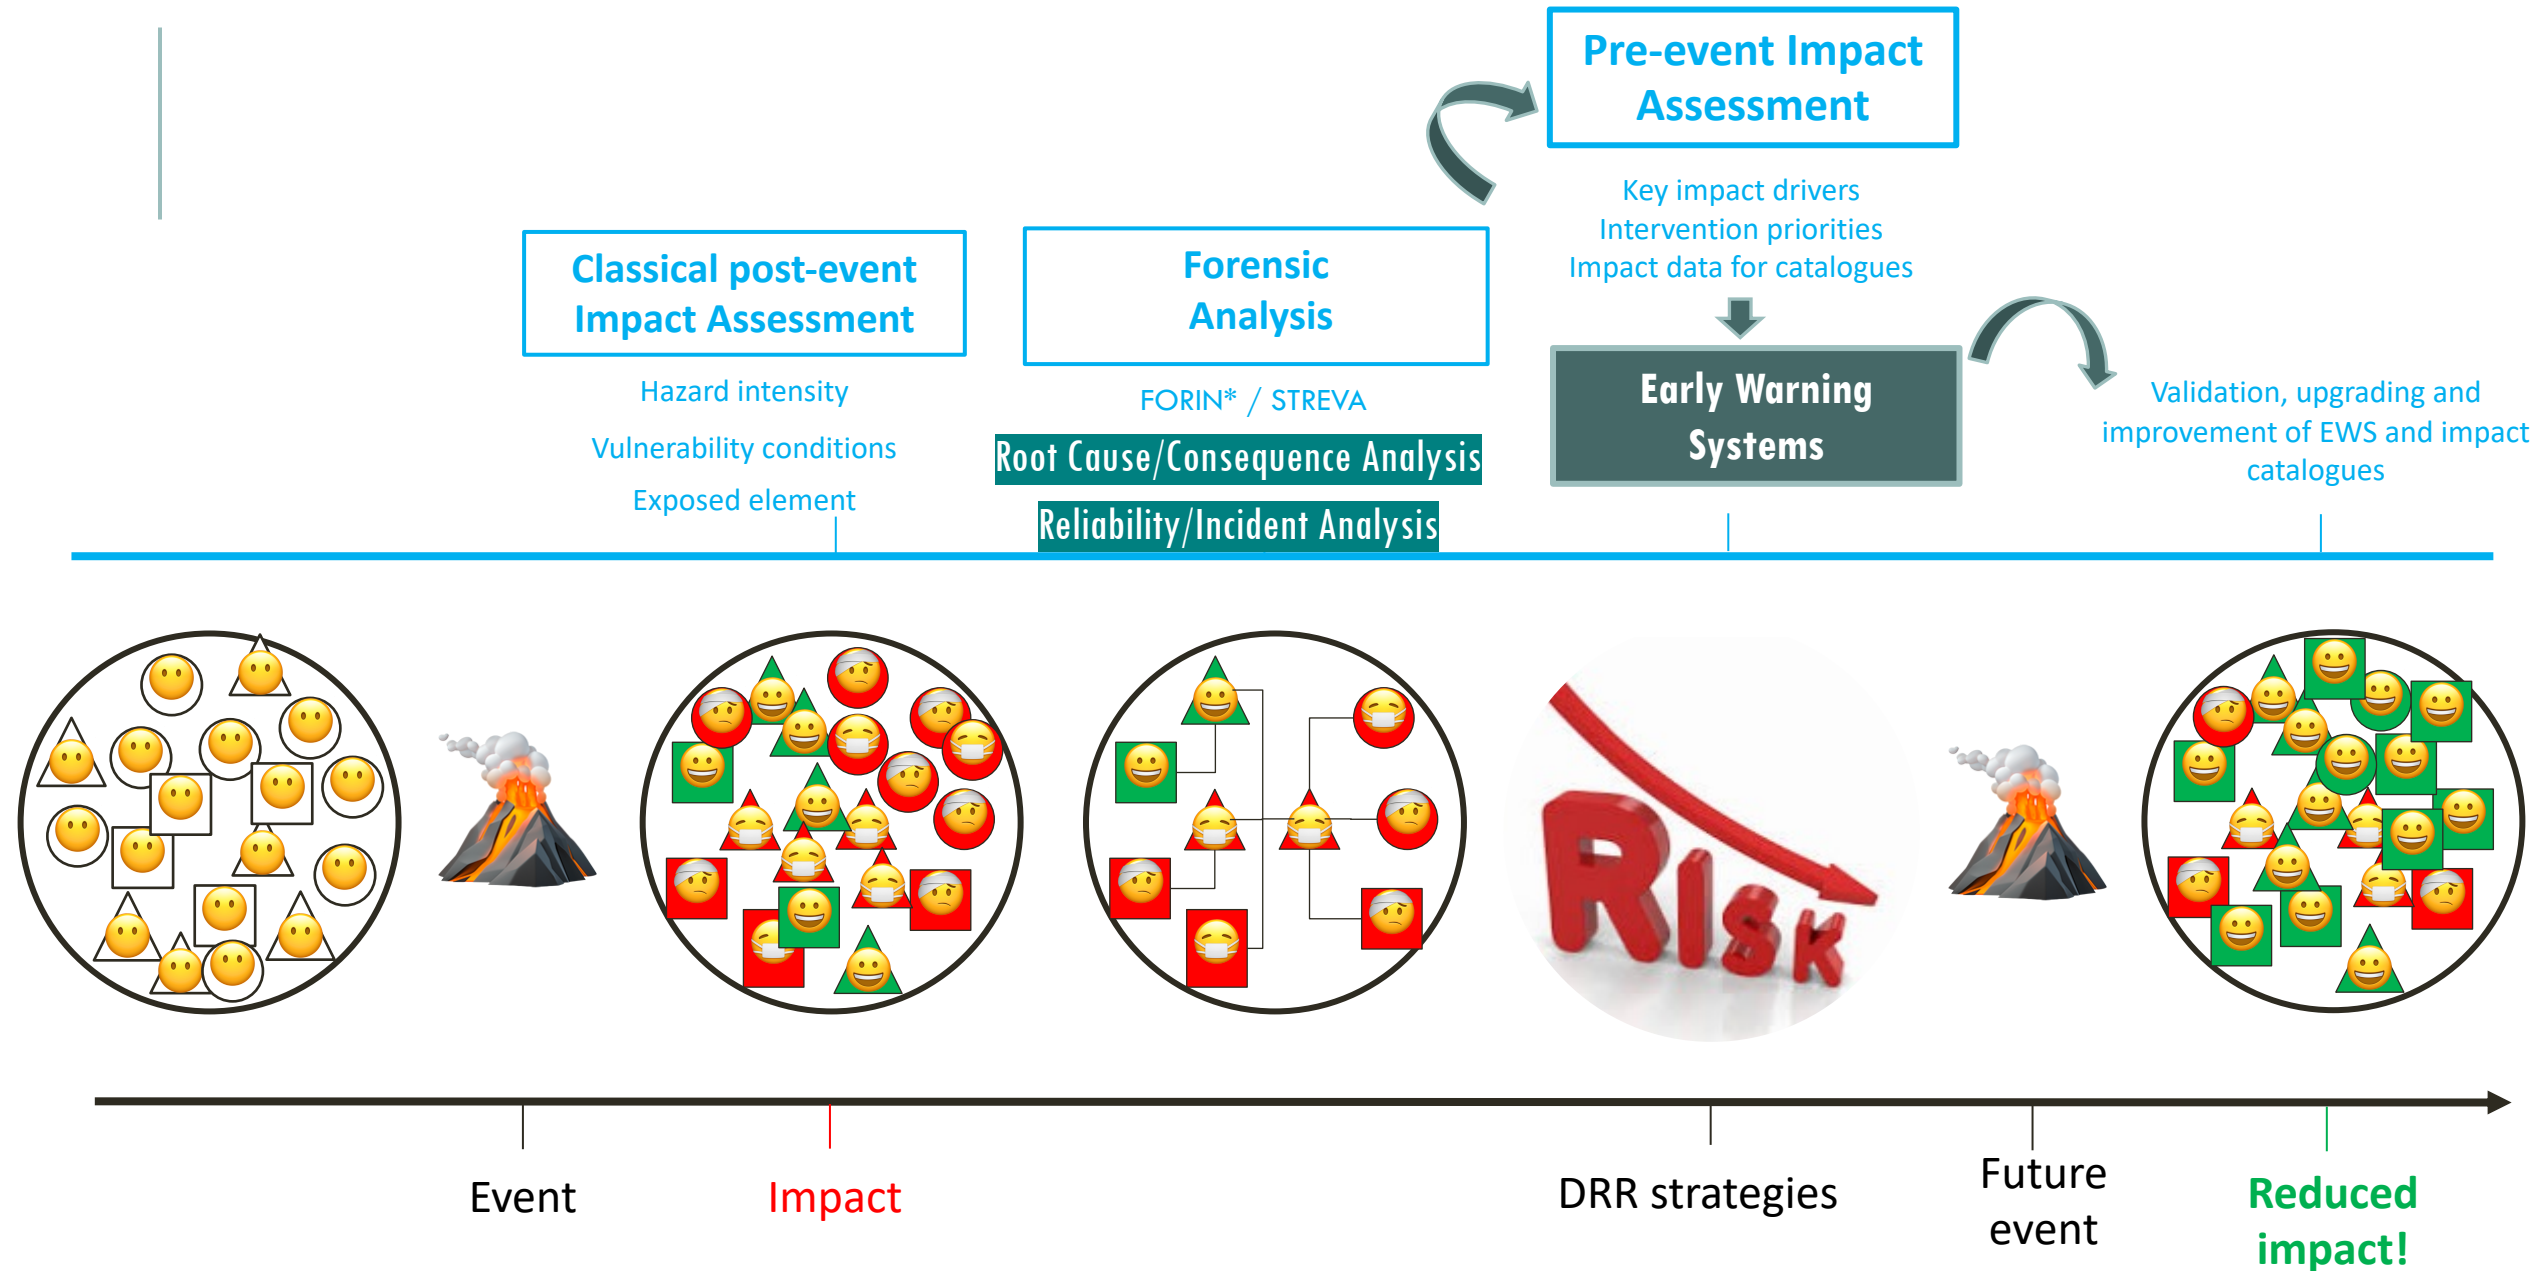 Pre-event Impact
Assessment
Key impact drivers
Intervention priorities
Impact data for catalogues
Classical post-event
Impact Assessment
Hazard intensity
Vulnerability conditions
Exposed element
Forensic
Analysis
FORIN* / STREVA
Root Cause/Consequence Analysis
Reliability/Incident Analysis
Early Warning
Systems
Validation, upgrading and
improvement of EWS and impact
catalogues
RISK
Event
Impact
DRR strategies
Future
event
Reduced
impact!